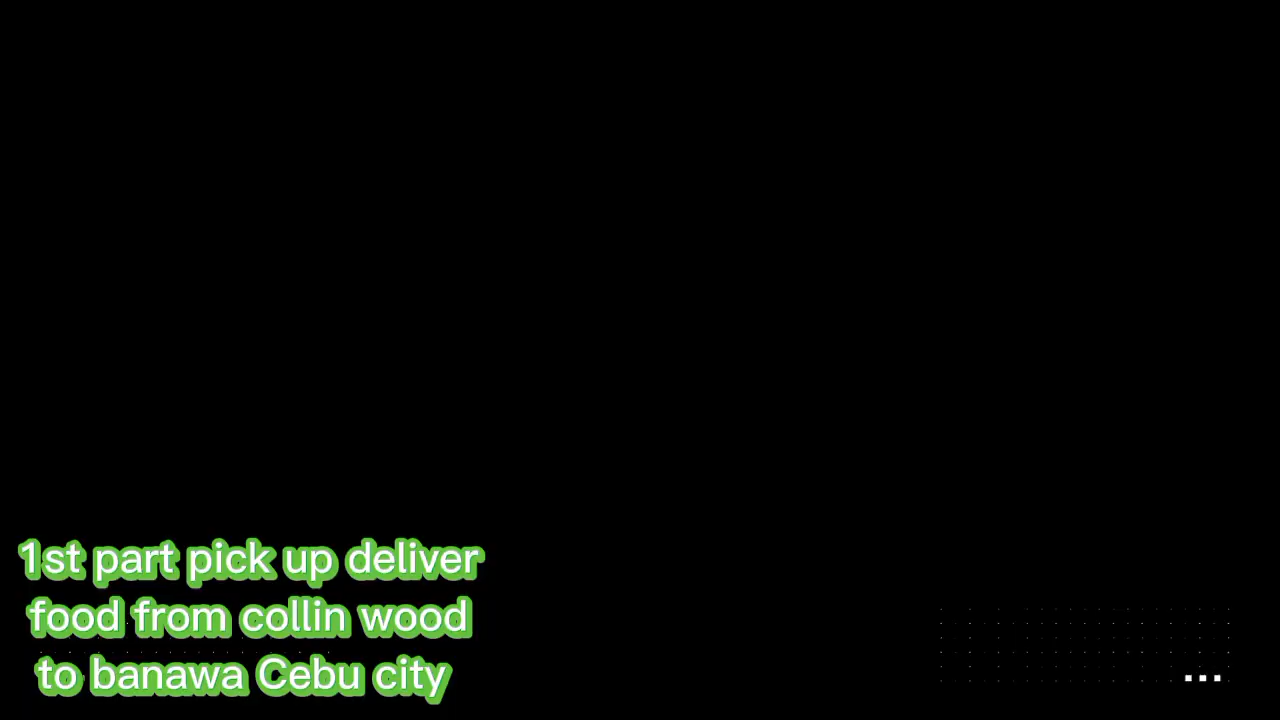 1st part pick up deliver
food from collin wood
to banawa Cebu city
...